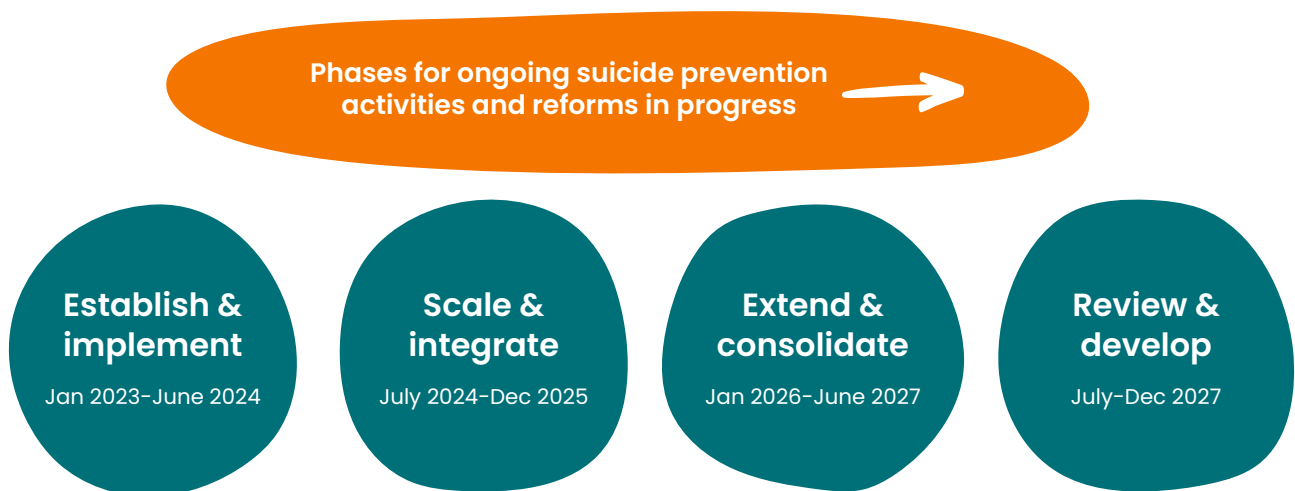 Phases for ongoing suicide prevention
activities and reforms in progress
Establish &
implement
Jan 2023-June 2024
Scale &
integrate
July 2024-Dec 2025
Extend &
consolidate
Jan 2026-June 2027
Review &
develop
July-Dec 2027